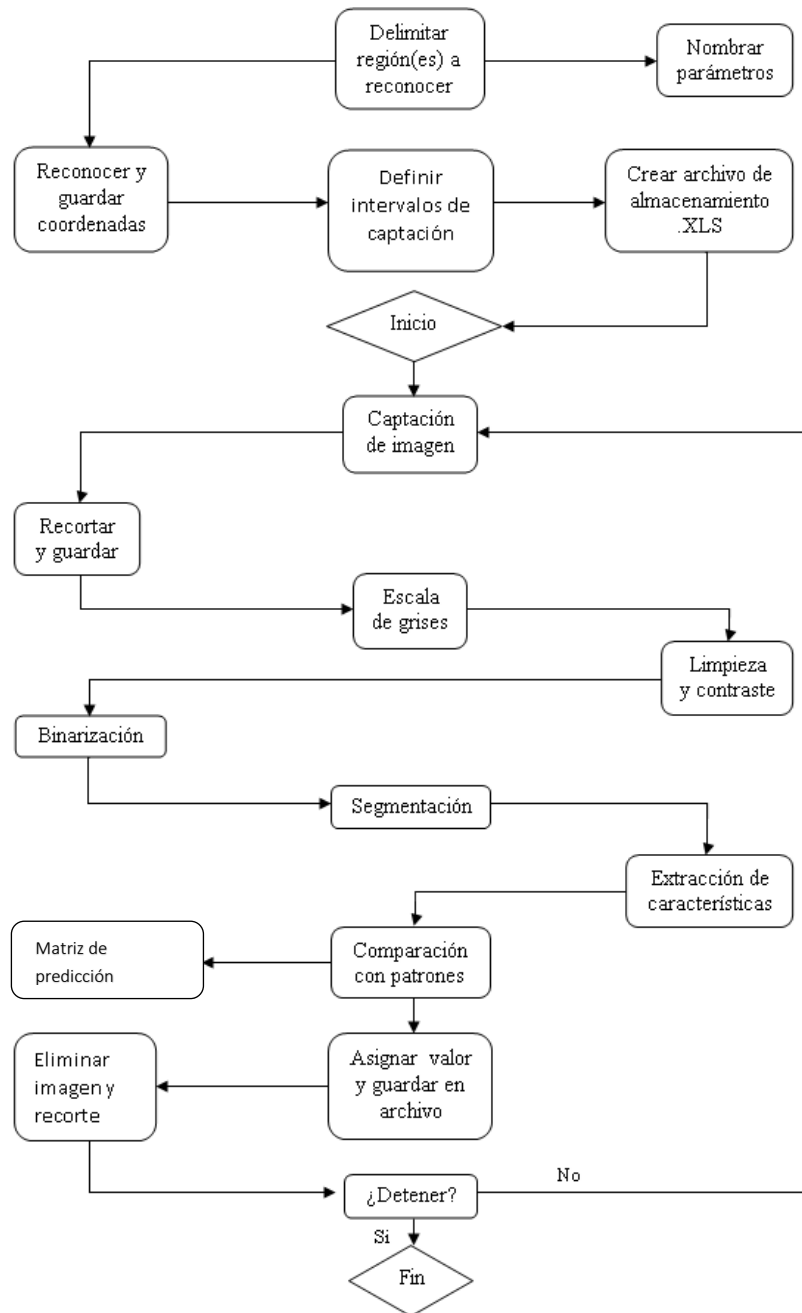 Delimitar
región(es) a
reconocer
Nombrar
parámetros
Reconocer y
guardar
coordenadas
Definir
intervalos de
captación
Crear archivo de
almacenamiento
.XLS
Inicio
Captación
de imagen
Recortar
y guardar
Escala
de grises
Limpieza
y contraste
Binarización
Segmentación
Extracción de
características
Comparación
con patrones
Matriz de
predicción
Asignar valor
y guardar en
archivo
Eliminar
imagen y
recorte
¿Detener?
No
Si
Fin